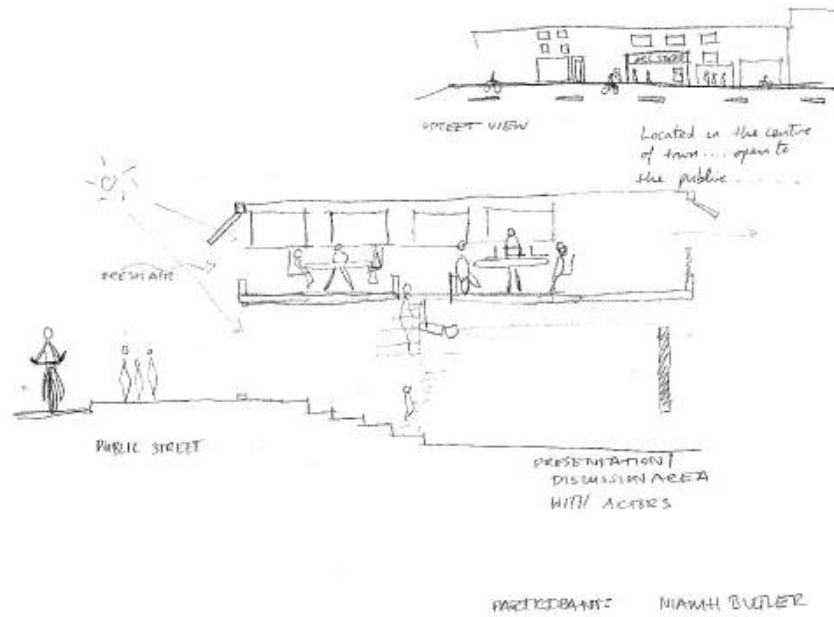 STREET VIEW
Located in the centre
of town.... open to
the public......
FRESH AIR
PUBLIC STREET
PRESENTATION/
DISCUSSION AREA
WITH ACTORS
PARTICIPANT: NIAMH BUTLER